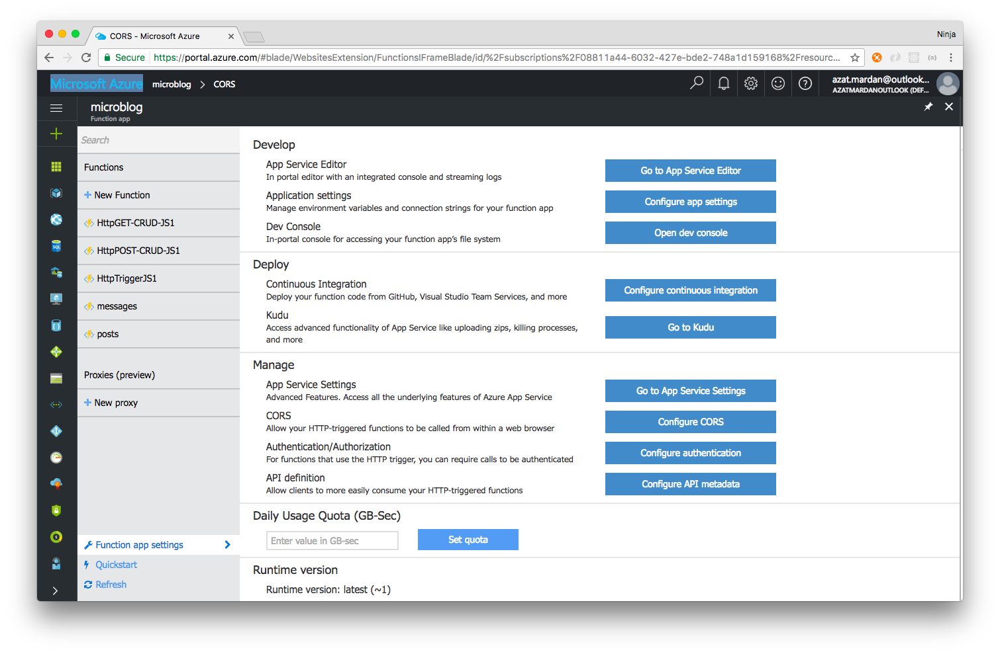 CORS - Microsoft Azure
Ninja
Secure https://portal.azure.com/#blade/WebsitesExtension/FunctionsIFrameBlade/id/%2Fsubscriptions%2F08811a44-6032-427e-bde2-748a1d159168%2Fresourc...
Microsoft Azure microblog > CORS
azat.mardan@outlook...
AZATMARDANOUTLOOK (DEF...
microblog
Function app
Search
Functions
New Function
HttpGET-CRUD-JS1
HttpPOST-CRUD-JS1
HttpTriggerJS1
messages
posts
Proxies (preview)
New proxy
Function app settings
Quickstart
Refresh
Develop
App Service Editor
In portal editor with an integrated console and streaming logs
Go to App Service Editor
Application settings
Manage environment variables and connection strings for your function app
Configure app settings
Dev Console
In-portal console for accessing your function app's file system
Open dev console
Deploy
Continuous Integration
Deploy your function code from GitHub, Visual Studio Team Services, and more
Configure continuous integration
Kudu
Access advanced functionality of App Service like uploading zips, killing processes,
and more
Go to Kudu
Manage
App Service Settings
Advanced Features. Access all the underlying features of Azure App Service
Go to App Service Settings
CORS
Allow your HTTP-triggered functions to be called from within a web browser
Configure CORS
Authentication/Authorization
For functions that use the HTTP trigger, you can require calls to be authenticated
Configure authentication
API definition
Allow clients to more easily consume your HTTP-triggered functions
Configure API metadata
Daily Usage Quota (GB-Sec)
Enter value in GB-sec
Set quota
Runtime version
Runtime version: latest (~1)